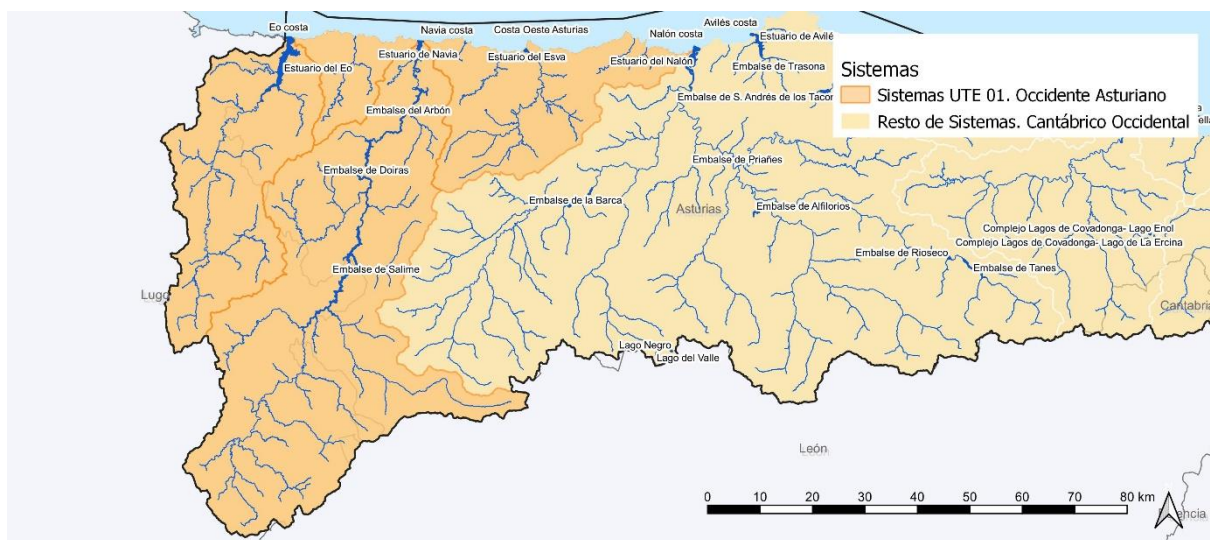 Eo costa
Navia costa
Costa Oeste Asturias
Nalón costa
Avilés costa
Estuario del Eo
Estuario de Navia
Estuario del Esva
Estuario del Nalón
Estuario de Avilé
Embalse de Trasona
Sistemas
Sistemas UTE 01. Occidente Asturiano
Resto de Sistemas. Cantábrico Occidental
Embalse de S. Andrés de los Tacon
Embalse del Arbón
Embalse de Doiras
Embalse de Priañes
Embalse de la Barca
Asturias
Embalse de Alfilorios
Complejo Lagos de Covadonga- Lago Enol
Complejo Lagos de Covadonga- Lago de La Ercina
Embalse de Rioseco
Embalse de Tanes
Embalse de Salime
Lugo
Cantabria
Lago Negro
Lago del Valle
León
0 10 20 30 40 50 60 70 80 km